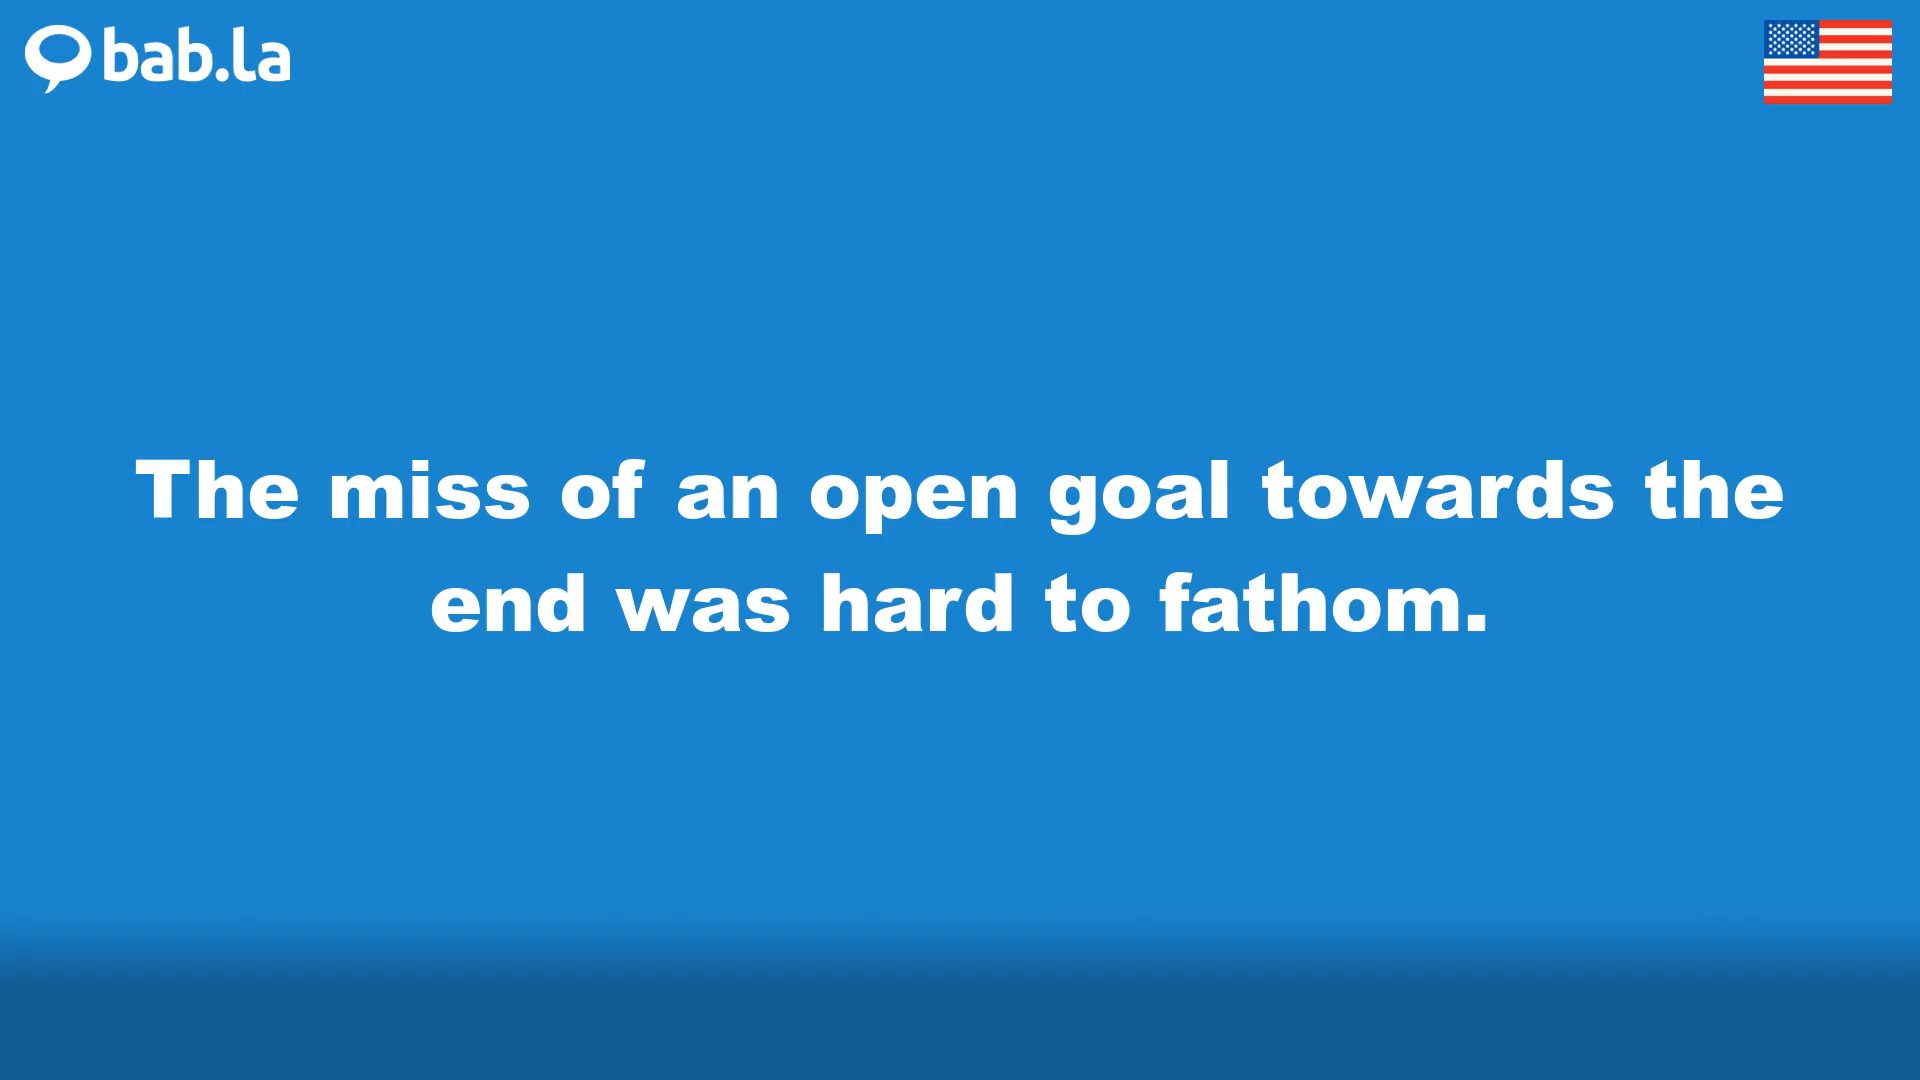 bab.la
The miss of an open goal towards the
end was hard to fathom.